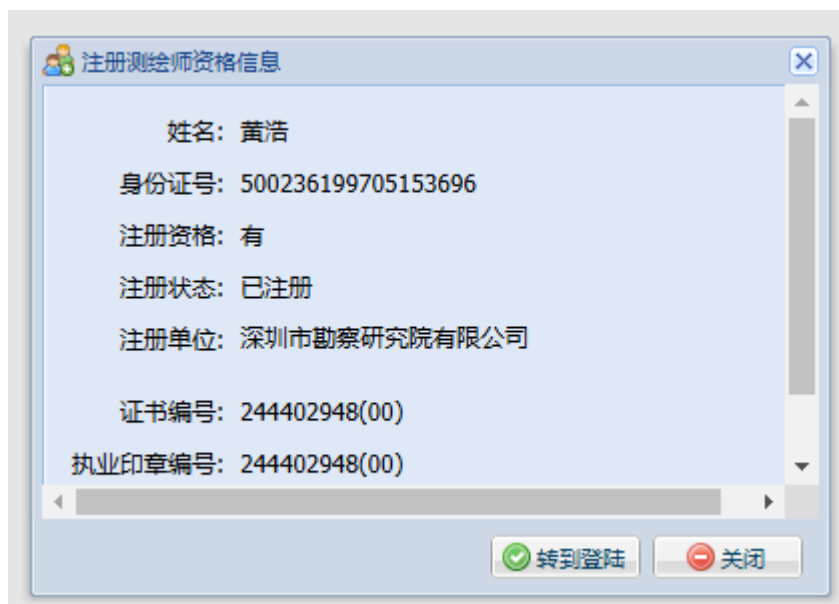 注册测绘师资格信息
姓名: 黄浩
身份证号: 500236199705153696
注册资格: 有
注册状态: 已注册
注册单位: 深圳市勘察研究院有限公司
证书编号: 244402948(00)
执业印章编号: 244402948(00)
转到登陆 关闭